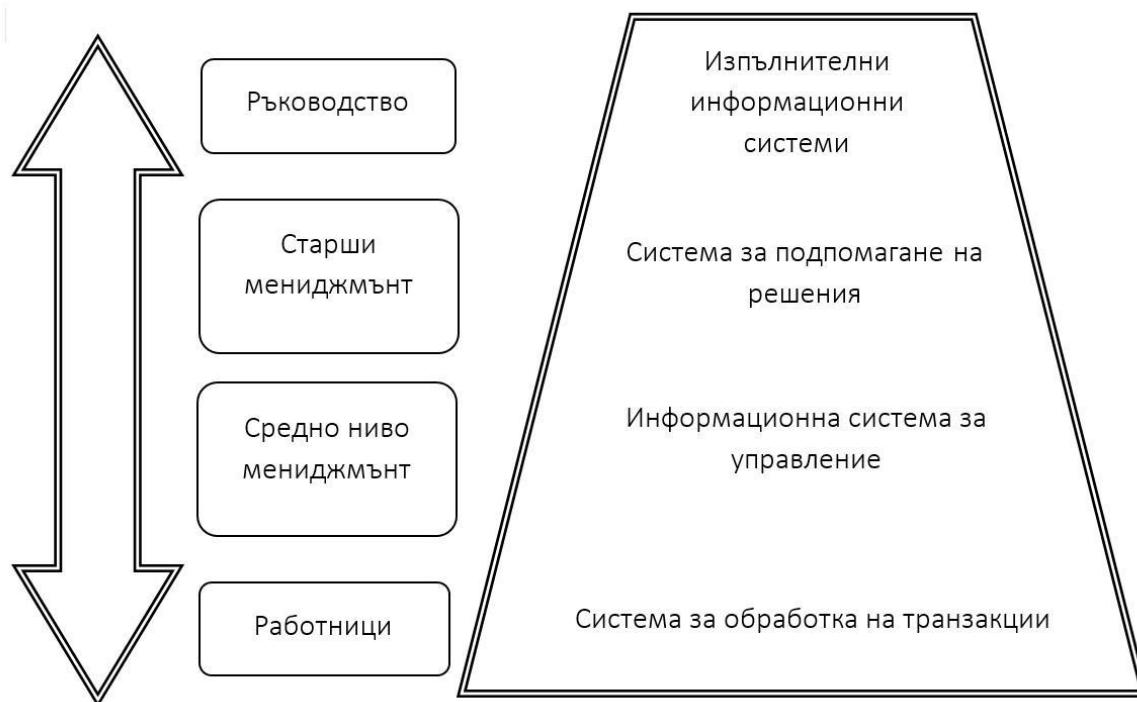 Ръководство
Изпълнителни
информационни
системи
Старши
мениджмънт
Система за подпомагане на
решения
Средно ниво
мениджмънт
Информационна система за
управление
Работници
Система за обработка на транзакции